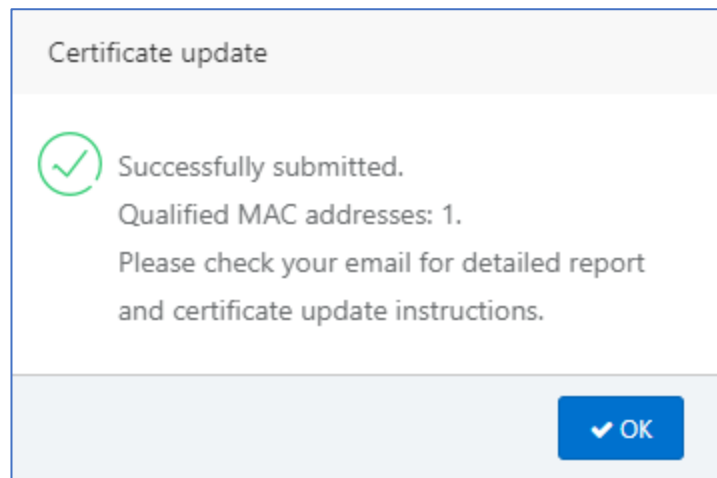 Certificate update
Successfully submitted.
Qualified MAC addresses: 1.
Please check your email for detailed report
and certificate update instructions.
OK